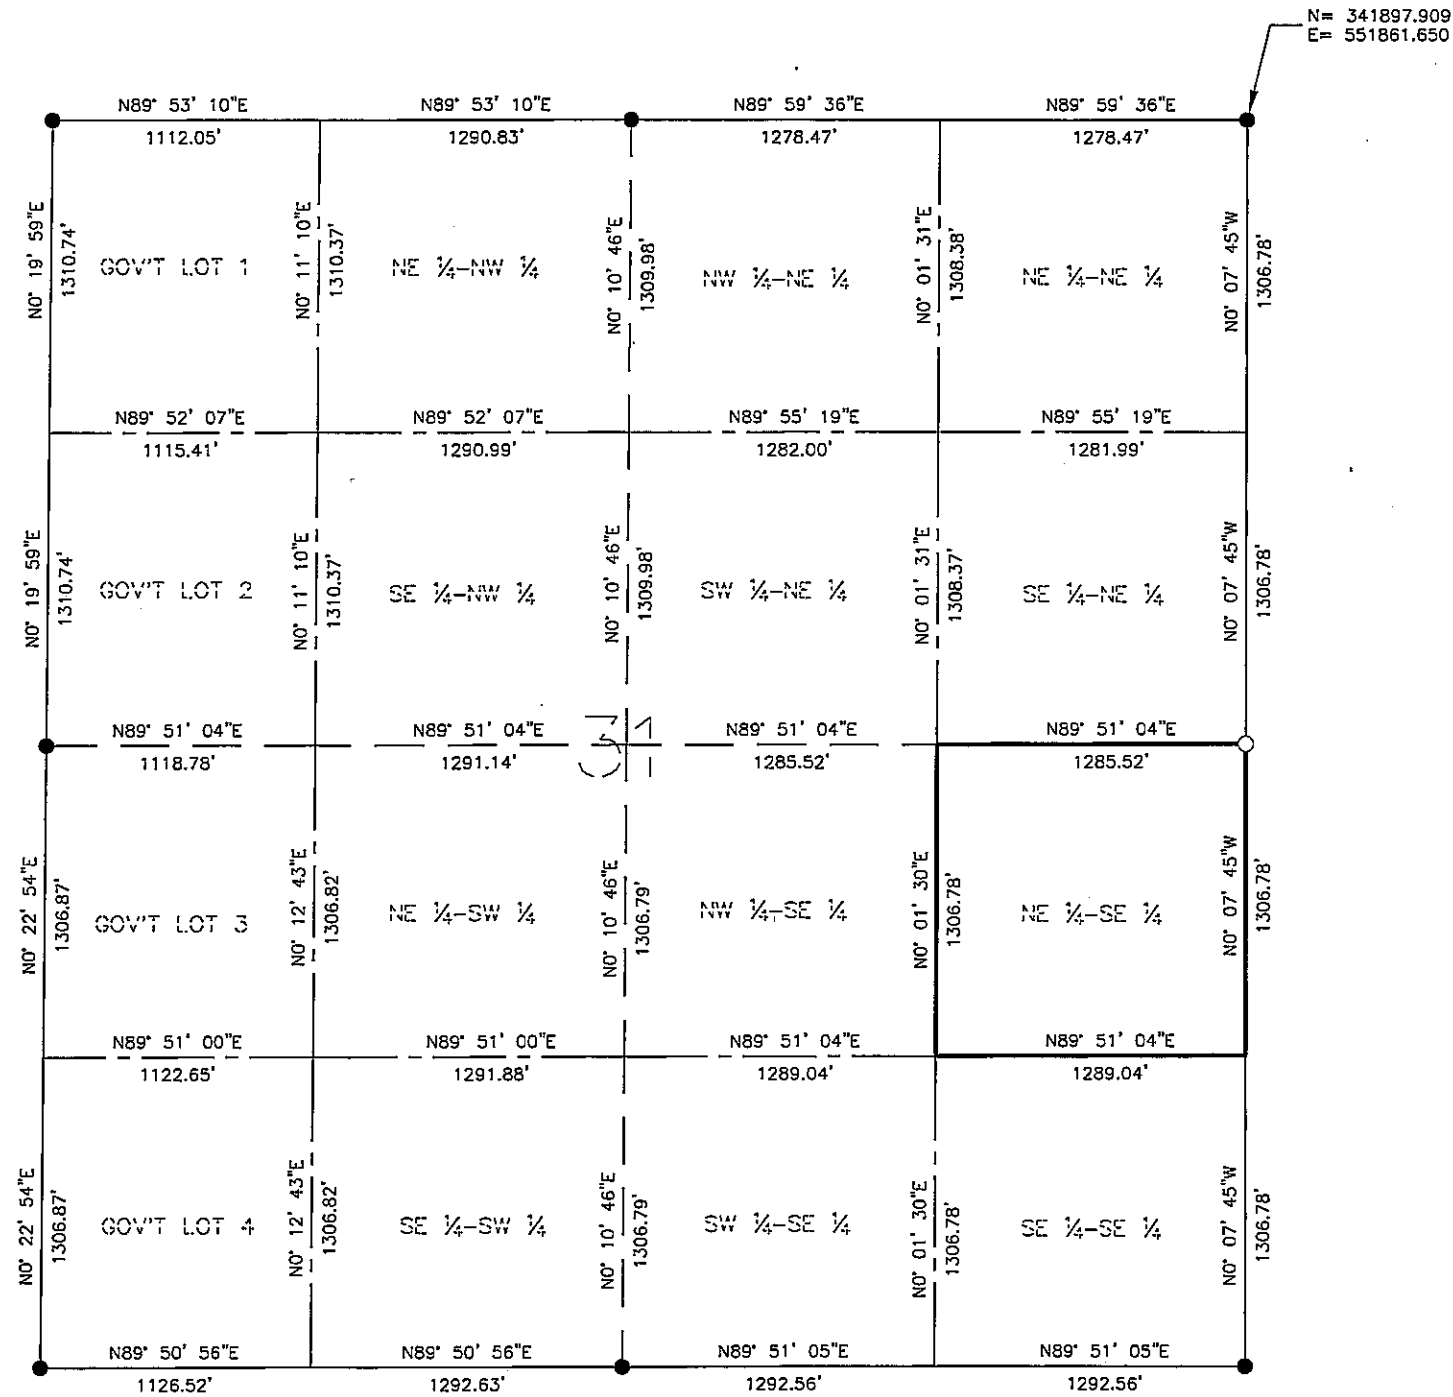 N= 341897.909
E= 551861.650
N89° 53' 10"E
N89° 53' 10"E
N89° 59' 36"E
N89° 59' 36"E
1112.05'
1290.83'
1278.47'
1278.47'
N0° 19' 59"E
1310.74'
GOV'T LOT 1
N0° 11' 10"E
1310.37'
NE ¼-NW ¼
N0° 10' 46"E
1309.98'
NW ¼-NE ¼
N0° 01' 31"E
1308.38'
NE ¼-NE ¼
N0° 07' 45"W
1306.78'
N89° 52' 07"E
N89° 52' 07"E
N89° 55' 19"E
N89° 55' 19"E
1115.41'
1290.99'
1282.00'
1281.99'
N0° 19' 59"E
1310.74'
GOV'T LOT 2
N0° 11' 10"E
1310.37'
SE ¼-NW ¼
N0° 10' 46"E
1309.98'
SW ¼-NE ¼
N0° 01' 31"E
1308.37'
SE ¼-NE ¼
N0° 07' 45"W
1306.78'
N89° 51' 04"E
N89° 51' 04"E
31
N89° 51' 04"E
N89° 51' 04"E
1118.78'
1291.14'
1285.52'
1285.52'
N0° 22' 54"E
1306.87'
GOV'T LOT 3
N0° 12' 43"E
1306.82'
NE ¼-SW ¼
N0° 10' 46"E
1306.79'
NW ¼-SE ¼
N0° 01' 30"E
1306.78'
NE ¼-SE ¼
N0° 07' 45"W
1306.78'
N89° 51' 00"E
N89° 51' 00"E
N89° 51' 04"E
N89° 51' 04"E
1122.65'
1291.88'
1289.04'
1289.04'
N0° 22' 54"E
1306.87'
GOV'T LOT 4
N0° 12' 43"E
1306.82'
SE ¼-SW ¼
N0° 10' 46"E
1306.79'
SW ¼-SE ¼
N0° 01' 30"E
1306.78'
SE ¼-SE ¼
N0° 07' 45"W
1306.78'
N89° 50' 56"E
N89° 50' 56"E
N89° 51' 05"E
N89° 51' 05"E
1126.52'
1292.63'
1292.56'
1292.56'